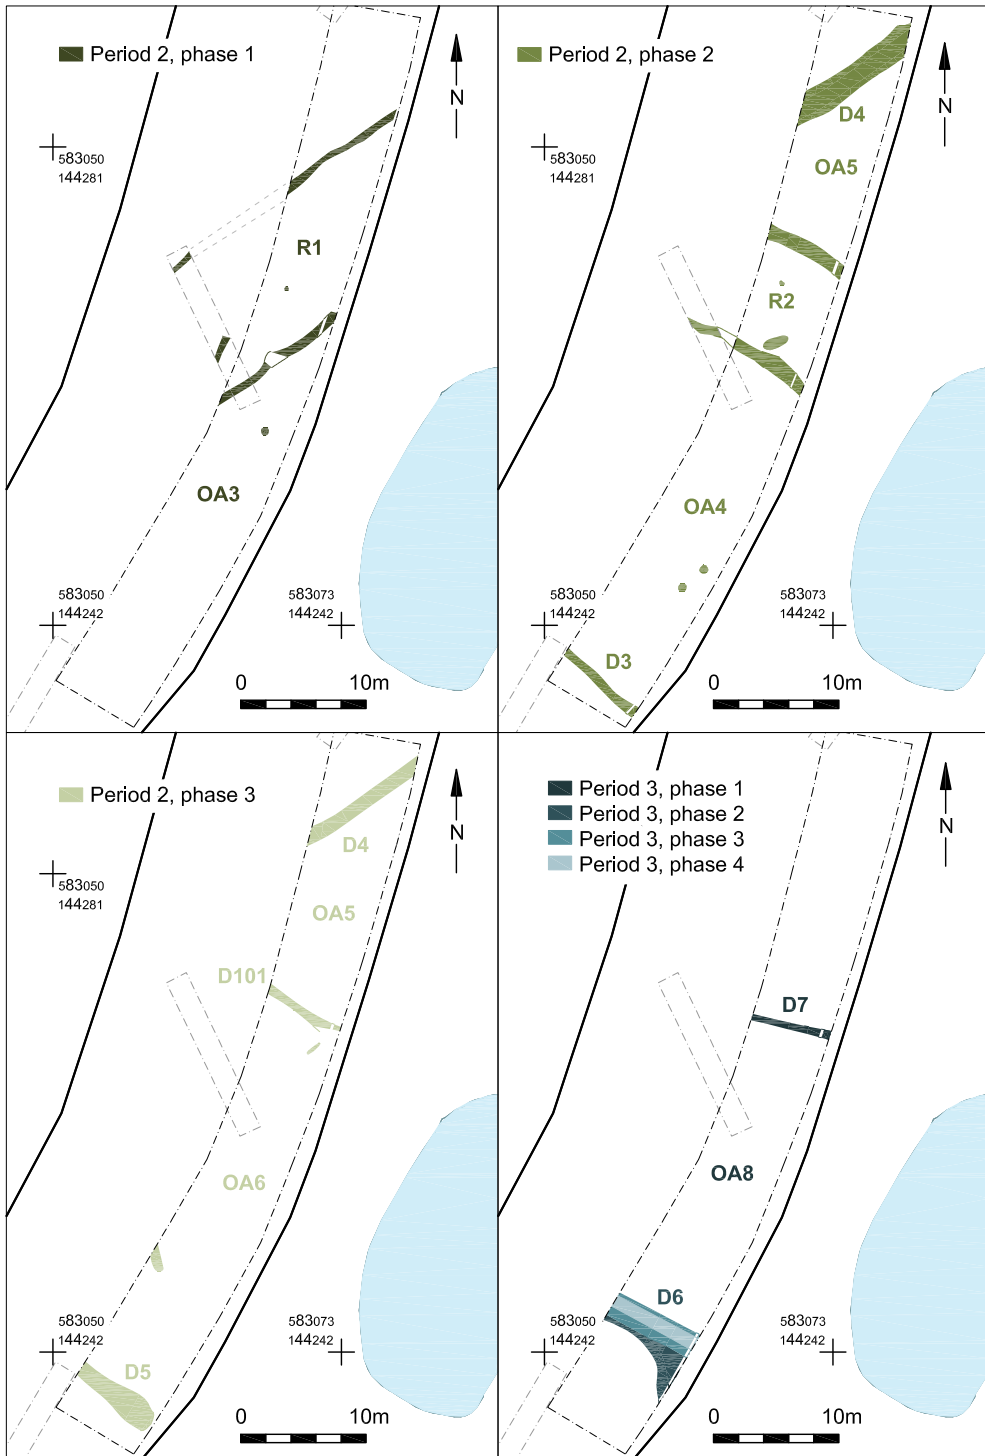 Period 2, phase 1
N
583050
144281
R1
OA3
583050
144242
583073
144242
0 10m
Period 2, phase 2
N
D4
583050
144281
OA5
R2
OA4
583050
144242
583073
144242
D3
0 10m
Period 2, phase 3
N
D4
583050
144281
OA5
D101
OA6
583050
144242
583073
144242
D5
0 10m
Period 3, phase 1
Period 3, phase 2
Period 3, phase 3
Period 3, phase 4
N
D7
OA8
D6
583050
144242
583073
144242
0 10m